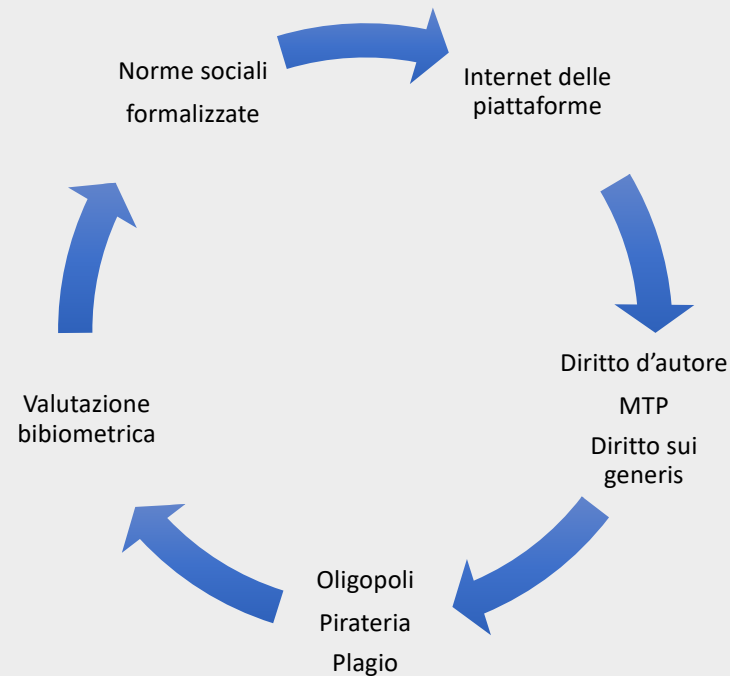 Norme sociali
formalizzate
Internet delle
piattaforme
Diritto d'autore
MTP
Diritto sui
generis
Oligopoli
Pirateria
Plagio
Valutazione
bibiometrica